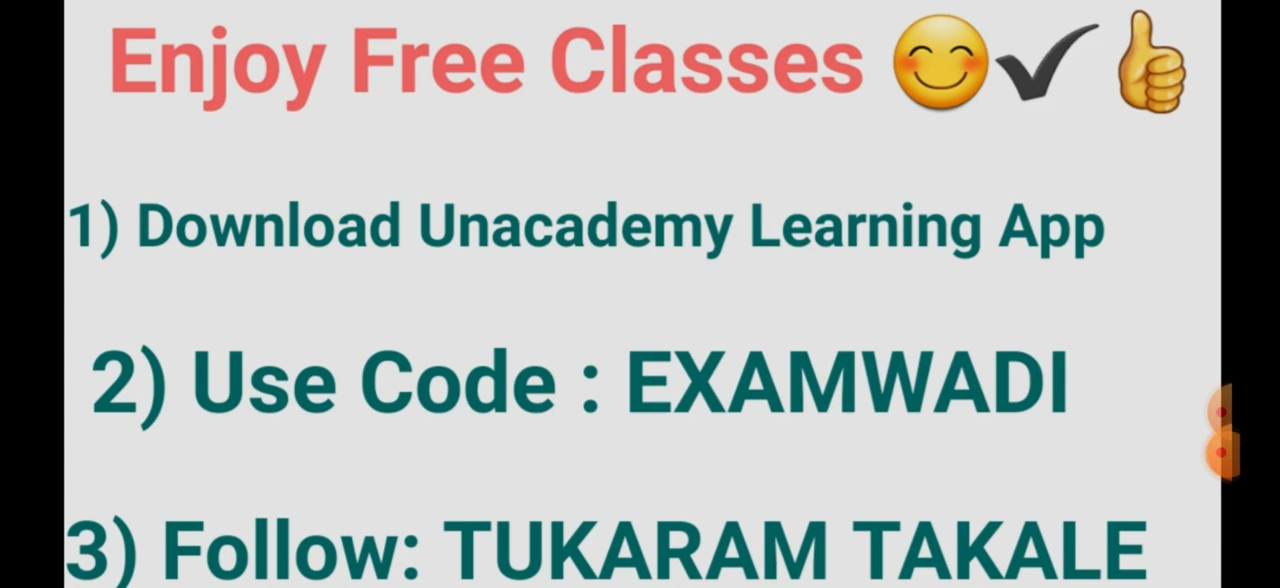 Enjoy Free Classes 😊✔👍
1) Download Unacademy Learning App
2) Use Code : EXAMWADI
3) Follow: TUKARAM TAKALE